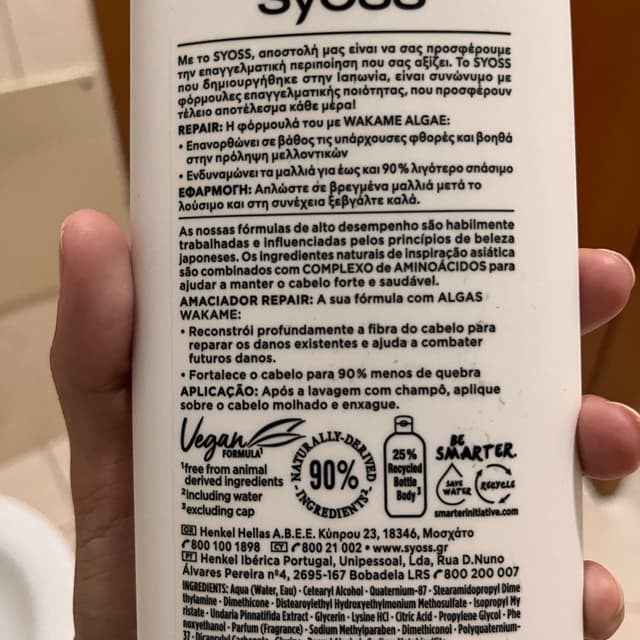 SYOSS
Με το SYOSS, αποστολή μας είναι να σας προσφέρουμε
την επαγγελματική περιποίηση που σας αξίζει. Το SYOSS
που δημιουργήθηκε στην Ιαπωνία, είναι συνώνυμο με
φόρμουλες επαγγελματικής ποιότητας, που προσφέρουν
τέλειο αποτέλεσμα κάθε μέρα!
REPAIR: Η φόρμουλά του με WAKAME ALGAE:
• Επανορθώνει σε βάθος τις υπάρχουσες φθορές και βοηθά
στην πρόληψη μελλοντικών
• Ενδυναμώνει τα μαλλιά για έως και 90% λιγότερο σπάσιμο
ΕΦΑΡΜΟΓΗ: Απλώστε σε βρεγμένα μαλλιά μετά το
λούσιμο και στη συνέχεια ξεβγάλτε καλά.
As nossas fórmulas de alto desempenho são habilmente
trabalhadas e influenciadas pelos princípios de beleza
japoneses. Os ingredientes naturais de inspiração asiática
são combinados com COMPLEXO de AMINOÁCIDOS para
ajudar a manter o cabelo forte e saudável.
AMACIADOR REPAIR: A sua fórmula com ALGAS
WAKAME:
• Reconstrói profundamente a fibra do cabelo para
reparar os danos existentes e ajuda a combater
futuros danos.
• Fortalece o cabelo para 90% menos de quebra
APLICAÇÃO: Após a lavagem com champô, aplique
sobre o cabelo molhado e enxague.
Vegan
FORMULA¹
¹free from animal
derived ingredients
²including water
³excluding cap
NATURALLY-DERIVED
90%
INGREDIENTS²
25%
Recycled
Bottle
Body³
BE
SMARTER
SAVE
WATER
RECYCLE
smarterinitiative.com
GR Henkel Hellas A.B.E.E. Κύπρου 23, 18346, Μοσχάτο
800 100 1898 CY 800 21 002 • www.syoss.gr
PT Henkel Ibérica Portugal, Unipessoal, Lda, Rua D.Nuno
Álvares Pereira nº4, 2695-167 Bobadela LRS 800 200 007
INGREDIENTS: Aqua (Water, Eau) • Cetearyl Alcohol • Quaternium-87 • Stearamidopropyl Dime
thylamine • Dimethicone • Distearoylethyl Hydroxyethylmonium Methosulfate • Isopropyl My
ristate • Undaria Pinnatifida Extract • Glycerin • Lysine HCl • Citric Acid • Propylene Glycol • Phe
noxyethanol • Parfum (Fragrance) • Sodium Methylparaben • Dimethiconol • Polyquaternium-
37 •